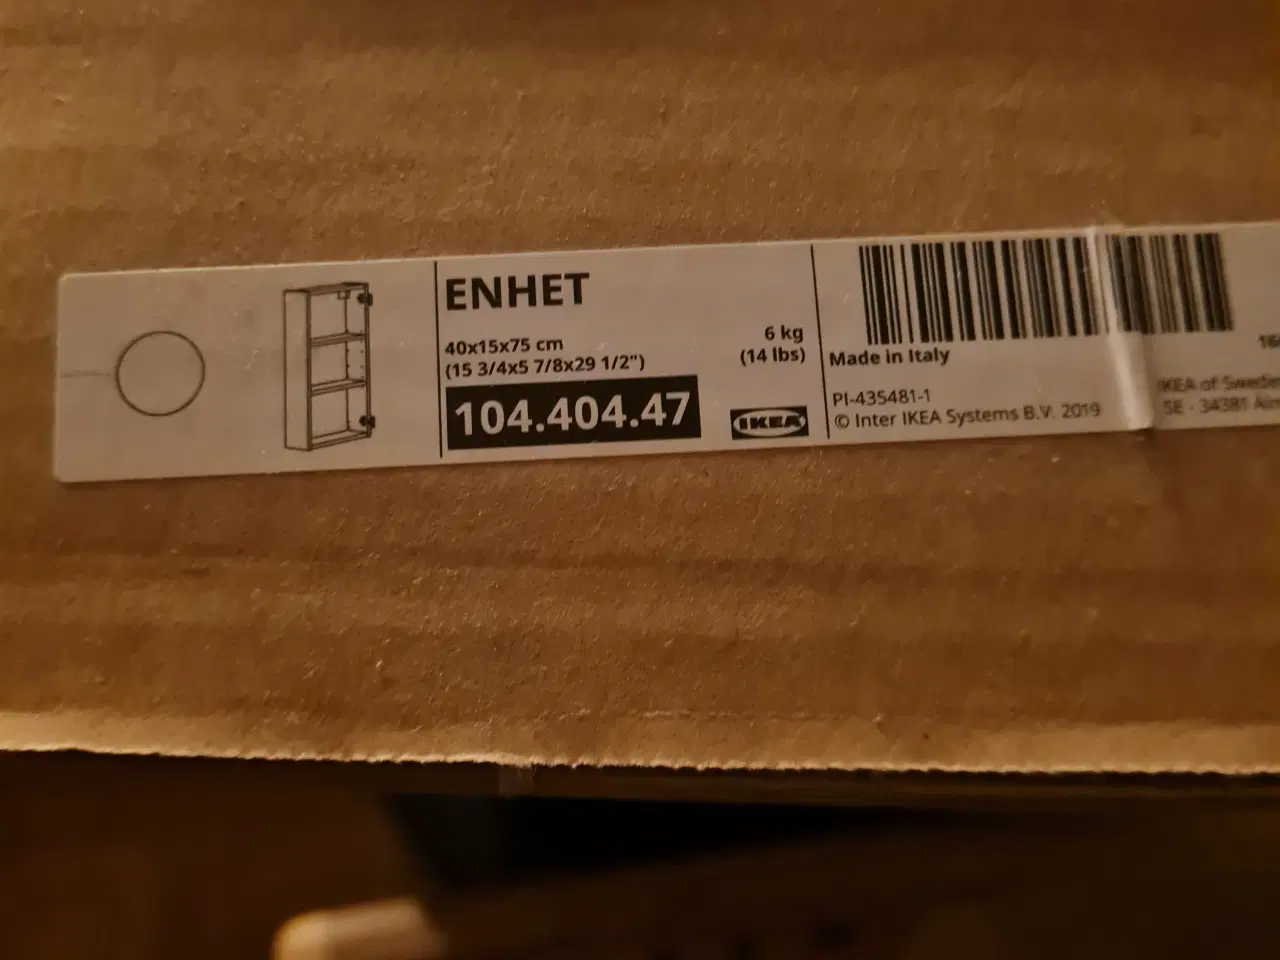 ENHET
40x15x75 cm
(15 3/4x5 7/8x29 1/2")
6 kg
(14 lbs)
104.404.47
IKEA
Made in Italy
PI-435481-1
© Inter IKEA Systems B.V. 2019
IKEA of
SE - 34381